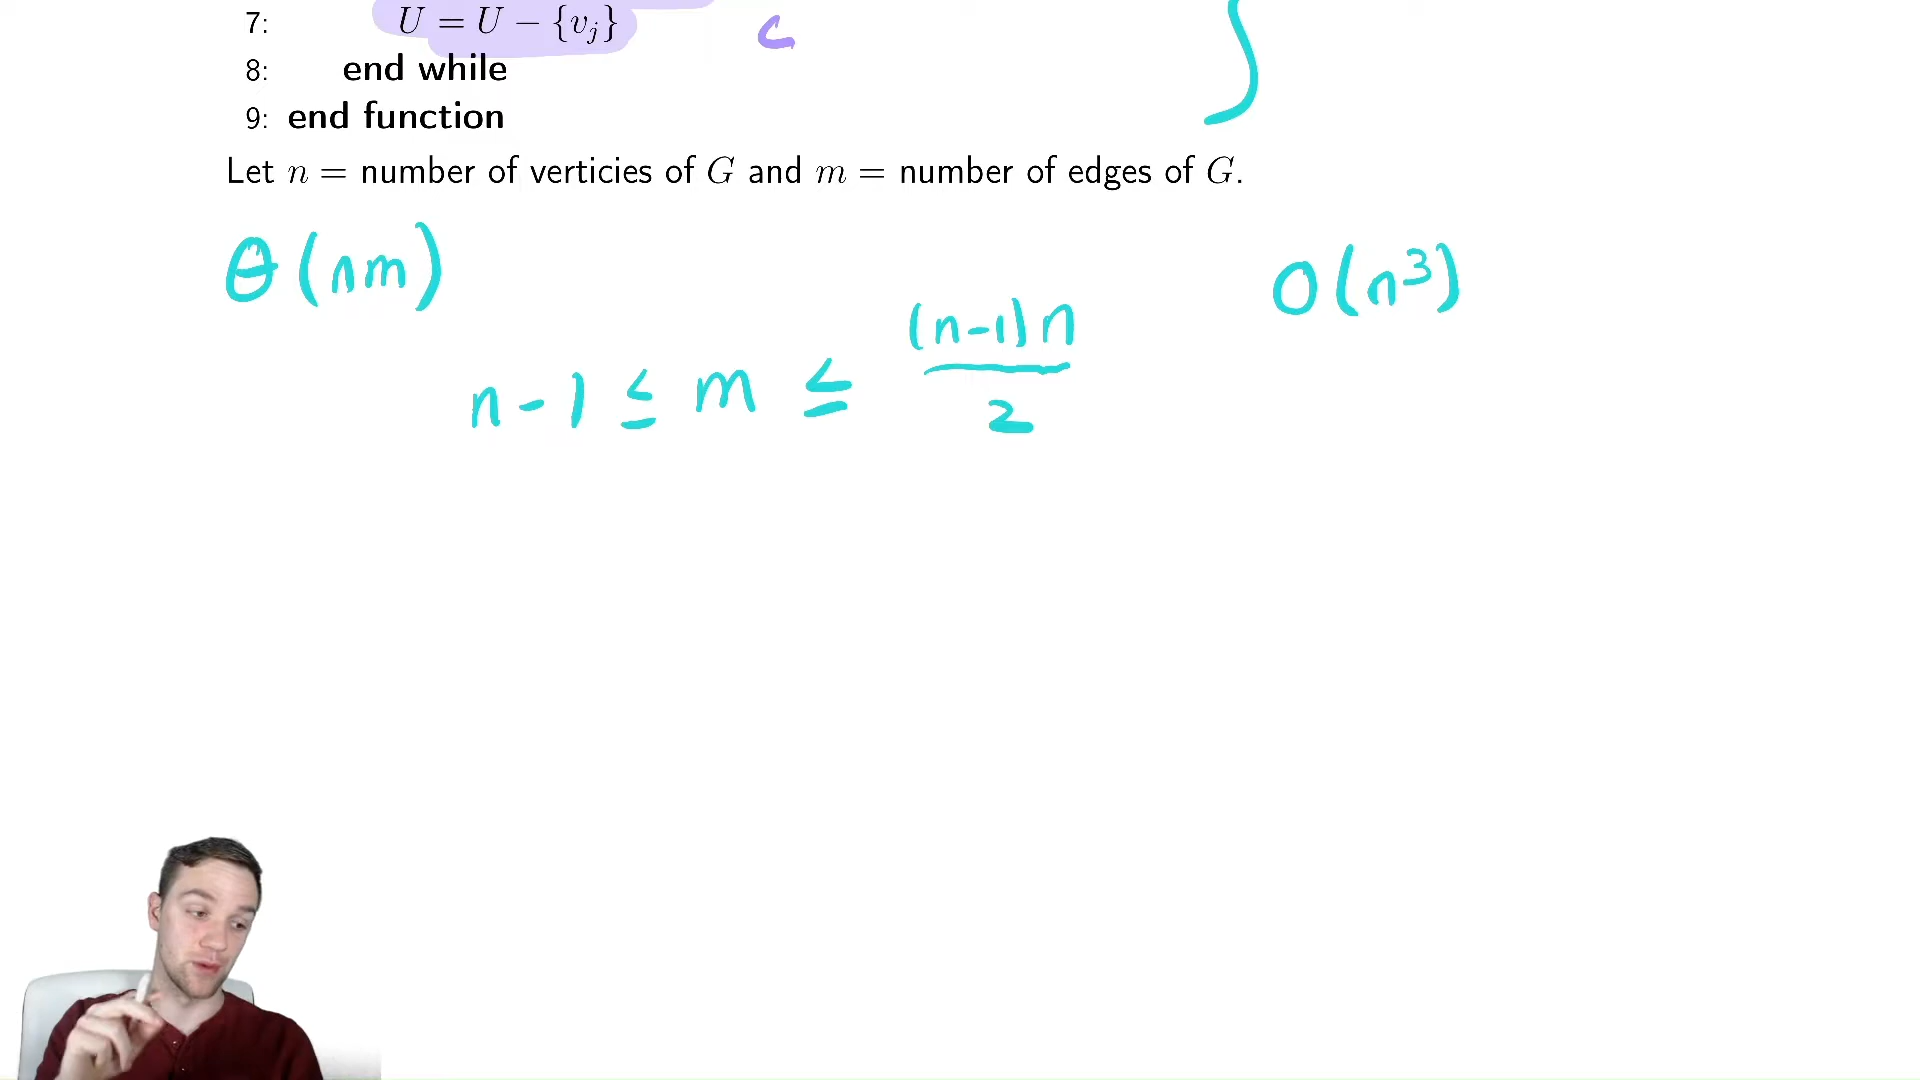 7: U = U − {v_j}
c
8: end while
9: end function
Let n = number of verticies of G and m = number of edges of G.
θ(nm)
O(n³)
n-1 ≤ m ≤ (n-1)n / 2